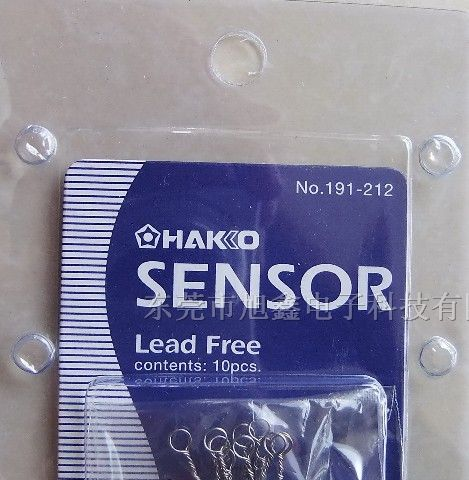 No.191-212
HAKKO
SENSOR
东莞市旭鑫电子科技有
Lead Free
contents: 10pcs.